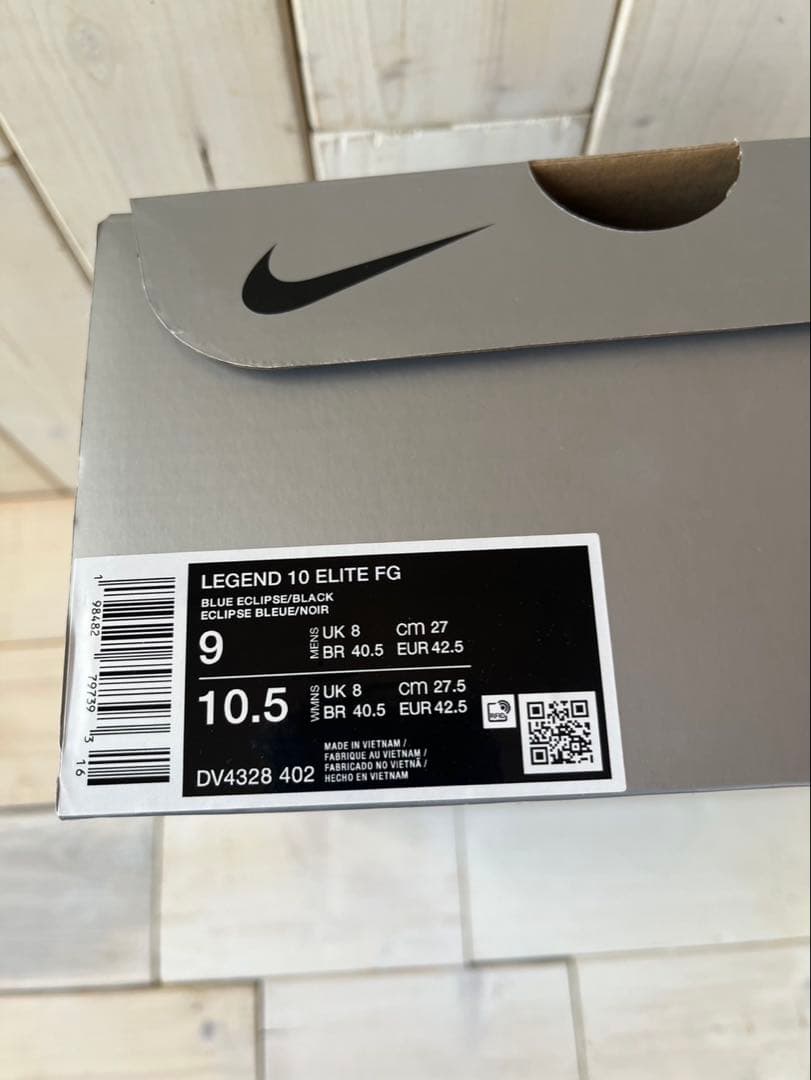 LEGEND 10 ELITE FG
BLUE ECLIPSE/BLACK
ECLIPSE BLEUE/NOIR
9 MENS UK 8 cm 27
BR 40.5 EUR 42.5
10.5 WMNS UK 8 cm 27.5
BR 40.5 EUR 42.5
RFID
MADE IN VIETNAM /
FABRIQUE AU VIETNAM /
FABRICADO NO VIETNÃ /
HECHO EN VIETNAM
DV4328 402
1 98482 79739 3 16